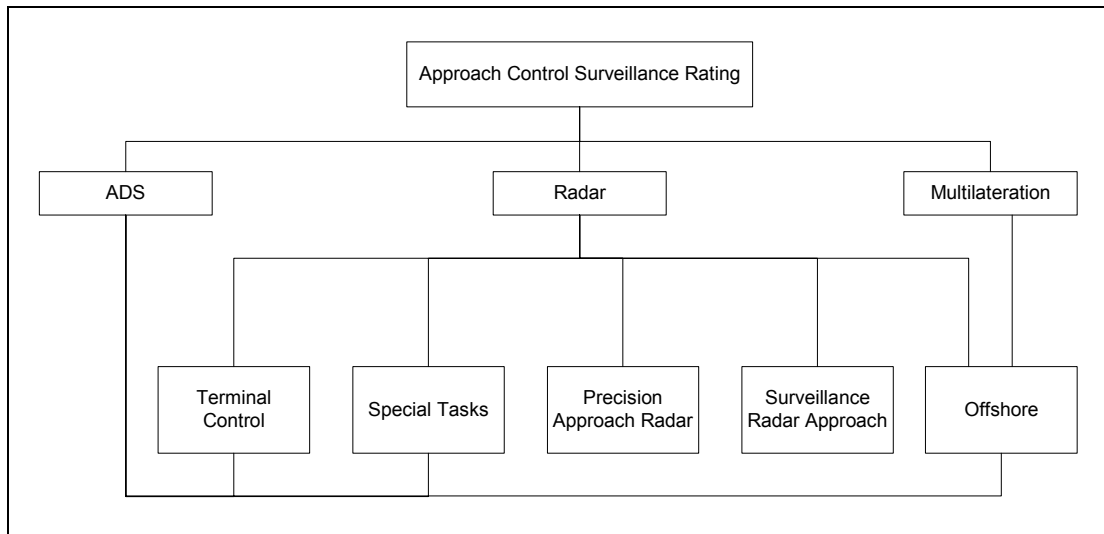 Approach Control Surveillance Rating
ADS
Radar
Multilateration
Terminal
Control
Special Tasks
Precision
Approach Radar
Surveillance
Radar Approach
Offshore